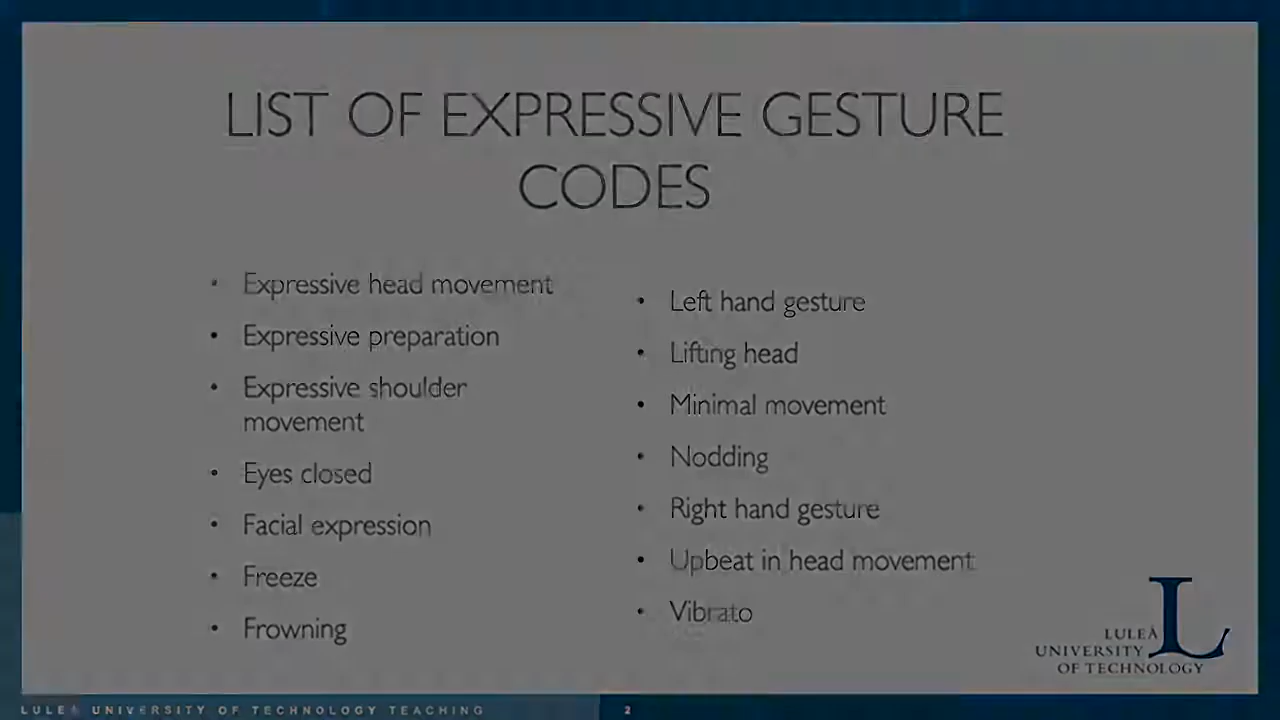 LIST OF EXPRESSIVE GESTURE
CODES
• Expressive head movement
• Expressive preparation
• Expressive shoulder
movement
• Eyes closed
• Facial expression
• Freeze
• Frowning
• Left hand gesture
• Lifting head
• Minimal movement
• Nodding
• Right hand gesture
• Upbeat in head movement
• Vibrato
LULEÅ
UNIVERSITY
OF TECHNOLOGY
L
LULEÅ UNIVERSITY OF TECHNOLOGY TEACHING
2